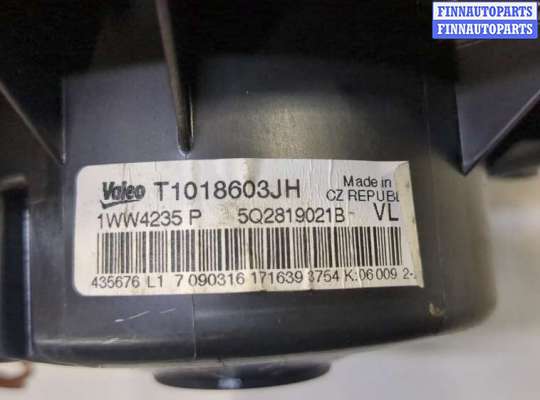 FINNAUTOPARTS
FINNAUTOPARTS
FINNAUTOPARTS
Valeo T1018603JH Made in
CZ REPUBL
1WW4235 P 5Q2819021B- VL
435676 L1 7 090316 171639 3754 K:06009 2-